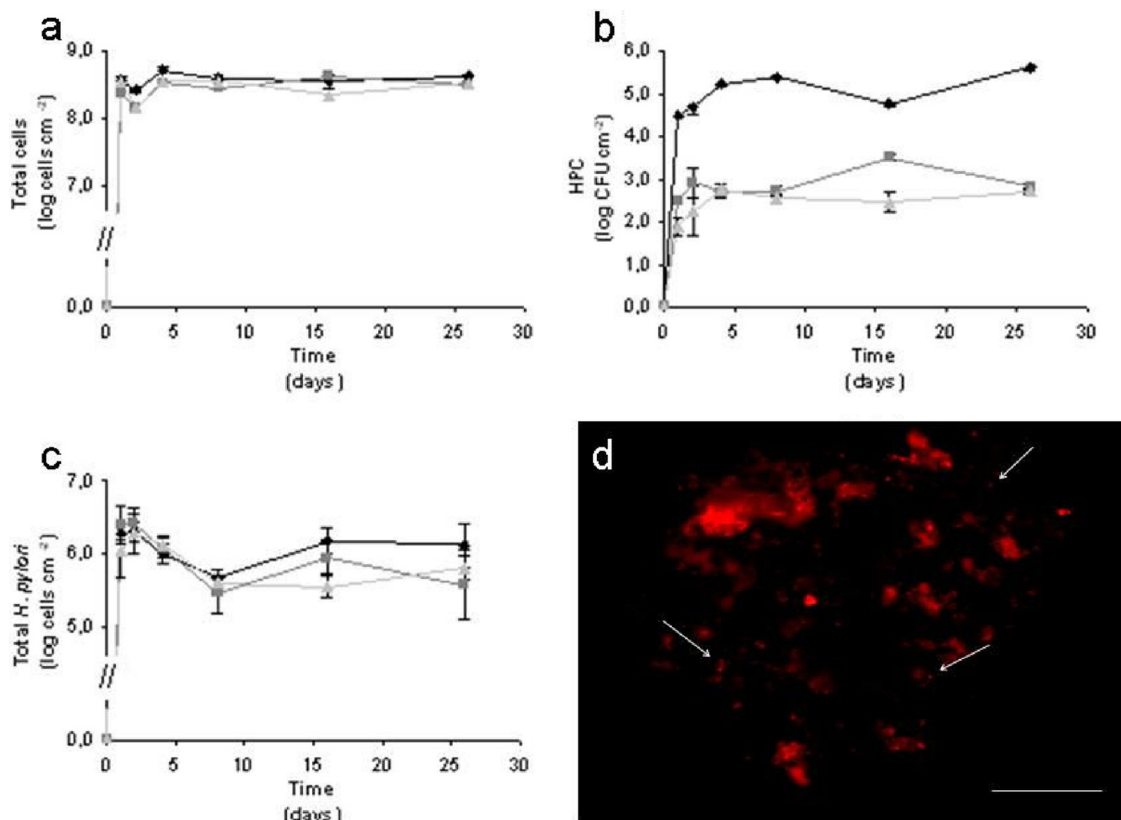 a
9,0
8,0
7,0
0,0
Total cells
(log cells cm -2)
0 5 10 15 20 25 30
Time
(days)
b
6,0
5,0
4,0
3,0
2,0
1,0
0,0
HPC
(log CFU cm-2)
0 5 10 15 20 25 30
Time
(days)
c
7,0
6,0
5,0
0,0
Total H. pylori
(log cells cm -2)
0 5 10 15 20 25 30
Time
(days)
d